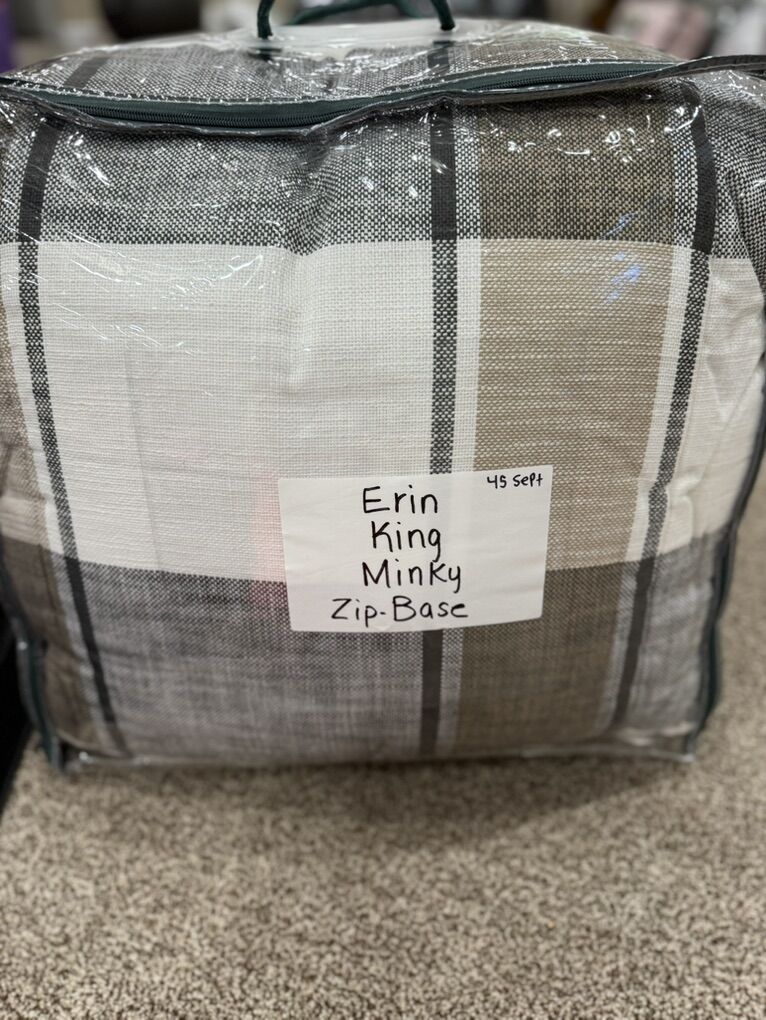 45 Sept
Erin
King
Minky
Zip-Base